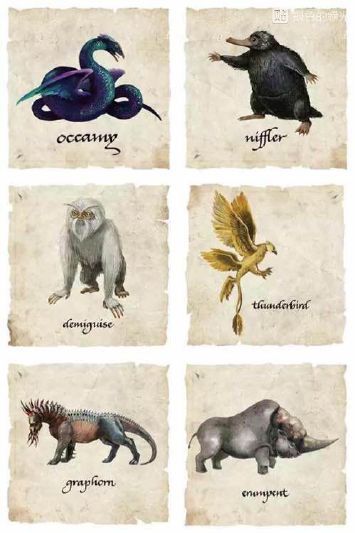 occamy
niffler
demiguise
thunderbird
graphorn
erumpent